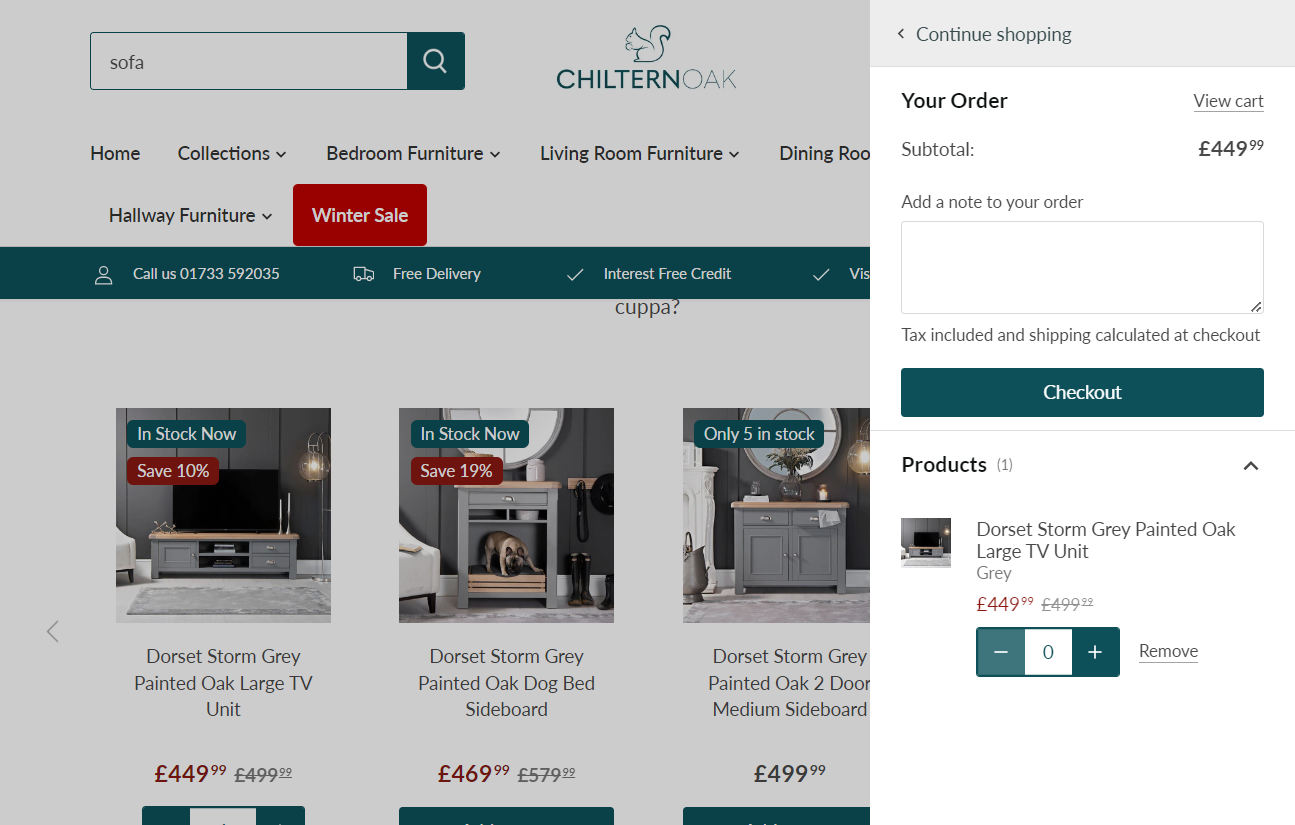 sofa
CHILTERNOAK
Home
Collections
Bedroom Furniture
Living Room Furniture
Dining Roo
Hallway Furniture
Winter Sale
Call us 01733 592035
Free Delivery
Interest Free Credit
Vis
cuppa?
In Stock Now
Save 10%
Dorset Storm Grey
Painted Oak Large TV
Unit
£449.99 £499.99
In Stock Now
Save 19%
Dorset Storm Grey
Painted Oak Dog Bed
Sideboard
£469.99 £579.99
Only 5 in stock
Dorset Storm Grey
Painted Oak 2 Door
Medium Sideboard
£499.99
Continue shopping
Your Order
View cart
Subtotal:
£449.99
Add a note to your order
Tax included and shipping calculated at checkout
Checkout
Products (1)
Dorset Storm Grey Painted Oak
Large TV Unit
Grey
£449.99 £499.99
− 0 +
Remove